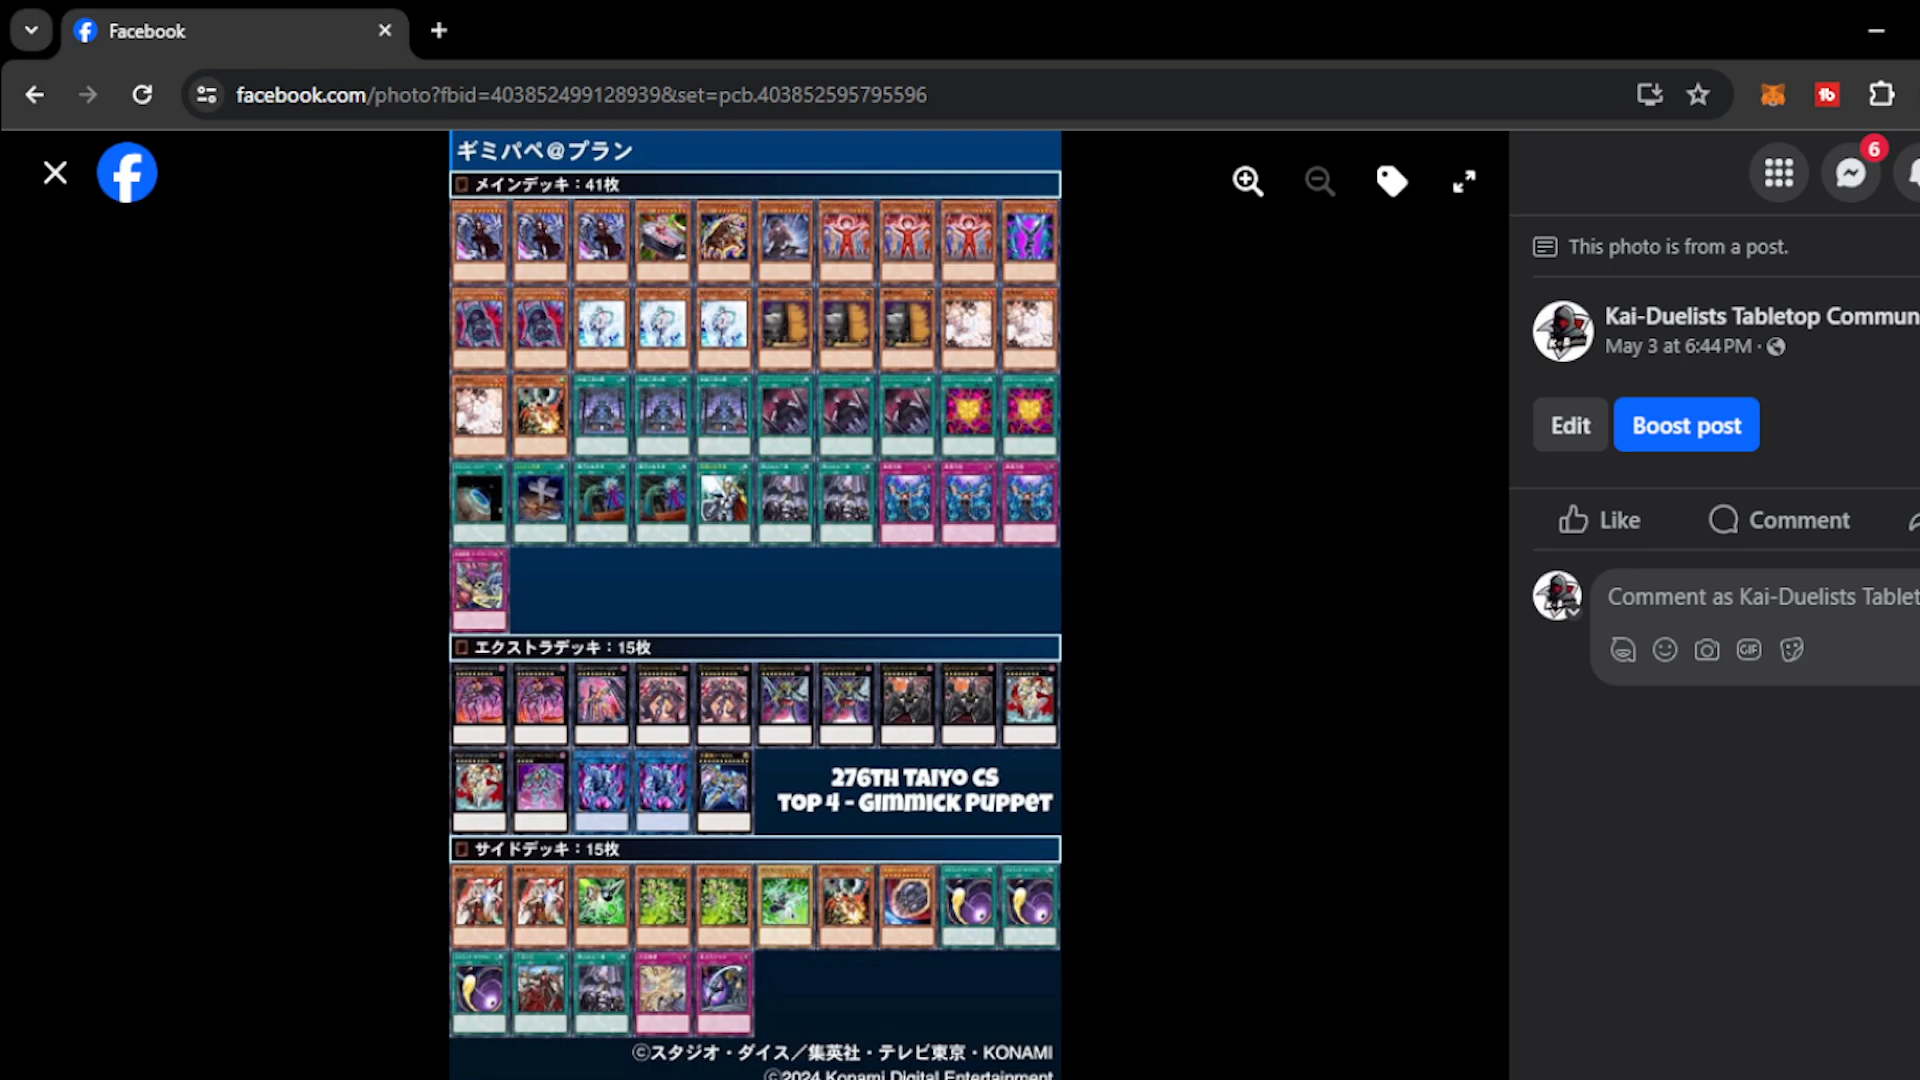 Facebook
facebook.com/photo?fbid=403852499128939&set=pcb.403852595795596
ギミパペ@プラン
メインデッキ：41枚
エクストラデッキ：15枚
276TH TAIYO CS
TOP 4 - GIMMICK PUPPET
サイドデッキ：15枚
©スタジオ・ダイス／集英社・テレビ東京・KONAMI
©2024 Konami Digital Entertainment
6
This photo is from a post.
Kai-Duelists Tabletop Commun
May 3 at 6:44 PM ·
Edit
Boost post
Like
Comment
Comment as Kai-Duelists Tablet
GIF